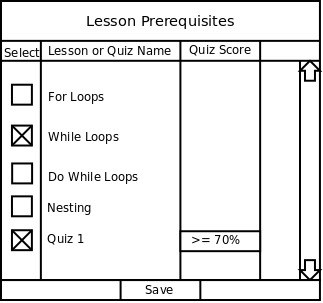 Lesson Prerequisites
Select Lesson or Quiz Name Quiz Score
For Loops
While Loops
Do While Loops
Nesting
Quiz 1 >= 70%
Save